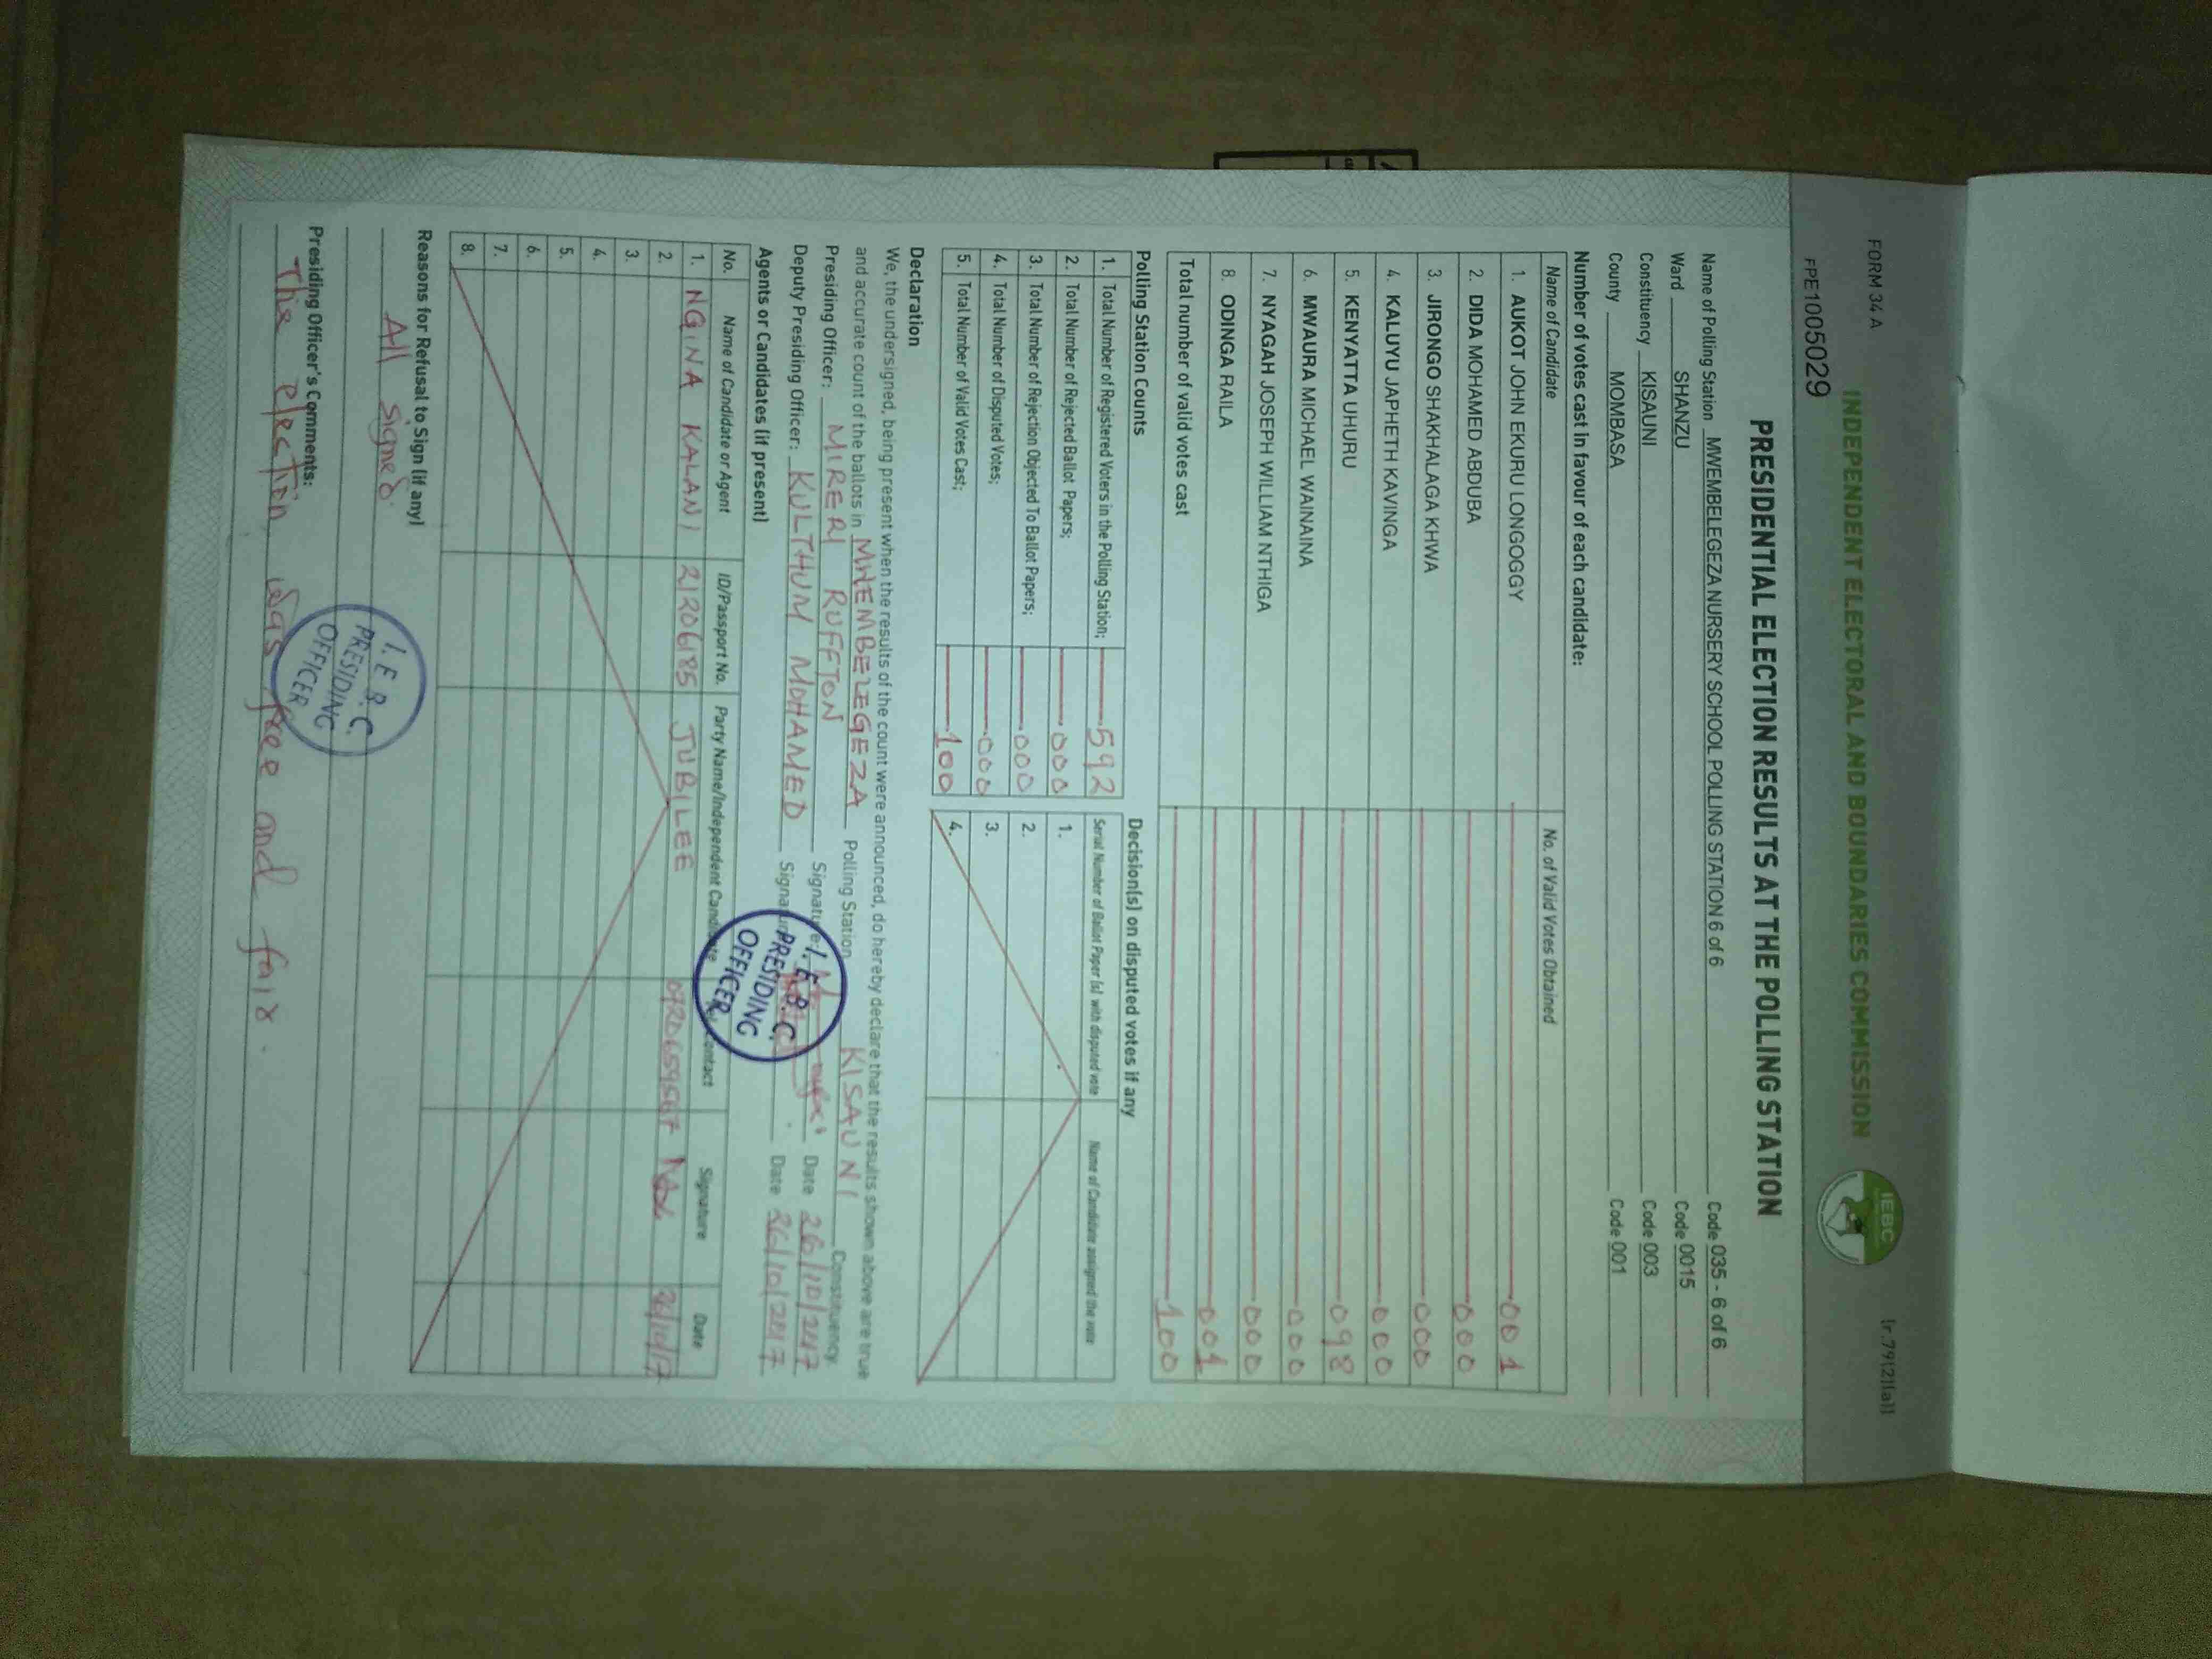 FORM 34 A
(r.79(2)(a))
INDEPENDENT ELECTORAL AND BOUNDARIES COMMISSION
IEBC
FPE1005029
PRESIDENTIAL ELECTION RESULTS AT THE POLLING STATION
Name of Polling Station MWEMBELEGEZA NURSERY SCHOOL POLLING STATION 6 of 6 Code 035 - 6 of 6
Ward SHANZU Code 0015
Constituency KISAUNI Code 003
County MOMBASA Code 001
Number of votes cast in favour of each candidate:
Name of Candidate No. of Valid Votes Obtained
1. AUKOT JOHN EKURU LONGOGGY 001
2. DIDA MOHAMED ABDUBA 000
3. JIRONGO SHAKHALAGA KHWA 000
4. KALUYU JAPHETH KAVINGA 000
5. KENYATTA UHURU 098
6. MWAURA MICHAEL WAINAINA 000
7. NYAGAH JOSEPH WILLIAM NTHIGA 000
8. ODINGA RAILA 001
Total number of valid votes cast 100
Polling Station Counts
1. Total Number of Registered Voters in the Polling Station; 592
2. Total Number of Rejected Ballot Papers; 000
3. Total Number of Rejection Objected To Ballot Papers; 000
4. Total Number of Disputed Votes; 000
5. Total Number of Valid Votes Cast; 100
Decision(s) on disputed votes if any
Serial Number of Ballot Paper (s) with disputed vote Name of Candidate assigned the vote
1.
2.
3.
4.
Declaration
We, the undersigned, being present when the results of the count were announced, do hereby declare that the results shown above are true
and accurate count of the ballots in MWEMBELEGEZA Polling Station KISAUNI Constituency.
Presiding Officer: MIRERI RUFFTON Signature: Date 26/10/2017
Deputy Presiding Officer: KULTHUM MOHAMED Signature Date 26/10/2017
I.E.B.C.
PRESIDING
OFFICER
Agents or Candidates (if present)
No. Name of Candidate or Agent ID/Passport No. Party Name/Independent Candidate Contact Signature Date
1. NGINA KALANI 21206185 JUBILEE 26/10/17
2.
3.
4.
5.
6.
7.
8.
Reasons for Refusal to Sign (if any)
All signed
I.E.B.C.
PRESIDING
OFFICER
Presiding Officer's Comments:
The election was free and fair.